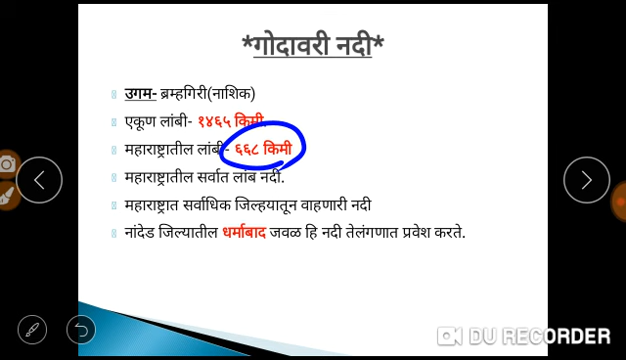 *गोदावरी नदी*
उगम- ब्रम्हगिरी(नाशिक)
एकूण लांबी- १४६५ किमी.
महाराष्ट्रातील लांबी- ६६८ किमी
महाराष्ट्रातील सर्वात लांब नदी.
महाराष्ट्रात सर्वाधिक जिल्हयातून वाहणारी नदी
नांदेड जिल्यातील धर्माबाद जवळ हि नदी तेलंगणात प्रवेश करते.
DU RECORDER